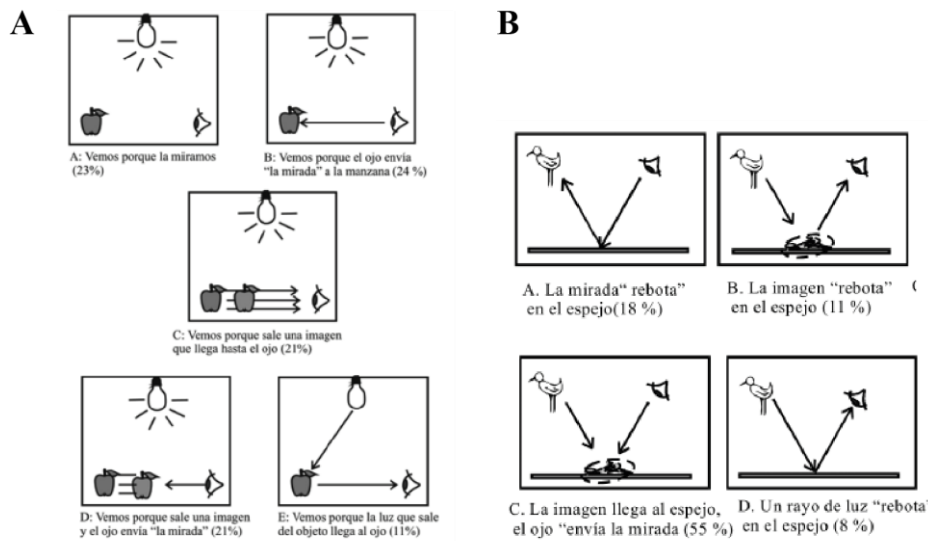 A
B
A: Vemos porque la miramos
(23%)
B: Vemos porque el ojo envía
“la mirada” a la manzana (24 %)
C: Vemos porque sale una imagen
que llega hasta el ojo (21%)
D: Vemos porque sale una imagen
y el ojo envía “la mirada” (21%)
E: Vemos porque la luz que sale
del objeto llega al ojo (11%)
A. La mirada“ rebota”
en el espejo(18 %)
B. La imagen “rebota”
en el espejo (11 %)
C. La imagen llega al espejo,
el ojo “envía la mirada (55 %)
D. Un rayo de luz “rebota”
en el espejo (8 %)